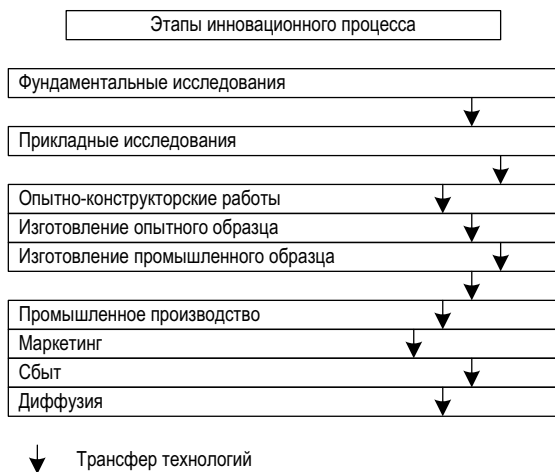 Этапы инновационного процесса
Фундаментальные исследования
Прикладные исследования
Опытно-конструкторские работы
Изготовление опытного образца
Изготовление промышленного образца
Промышленное производство
Маркетинг
Сбыт
Диффузия
Трансфер технологий